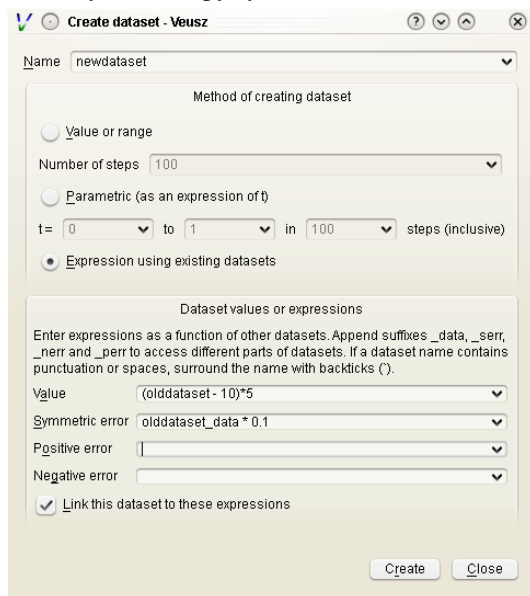 Create dataset - Veusz
Name newdataset
Method of creating dataset
Value or range
Number of steps 100
Parametric (as an expression of t)
t = 0 to 1 in 100 steps (inclusive)
Expression using existing datasets
Dataset values or expressions
Enter expressions as a function of other datasets. Append suffixes _data, _serr,
_nerr and _perr to access different parts of datasets. If a dataset name contains
punctuation or spaces, surround the name with backticks (`).
Value (olddataset - 10)*5
Symmetric error olddataset_data * 0.1
Positive error
Negative error
Link this dataset to these expressions
Create Close